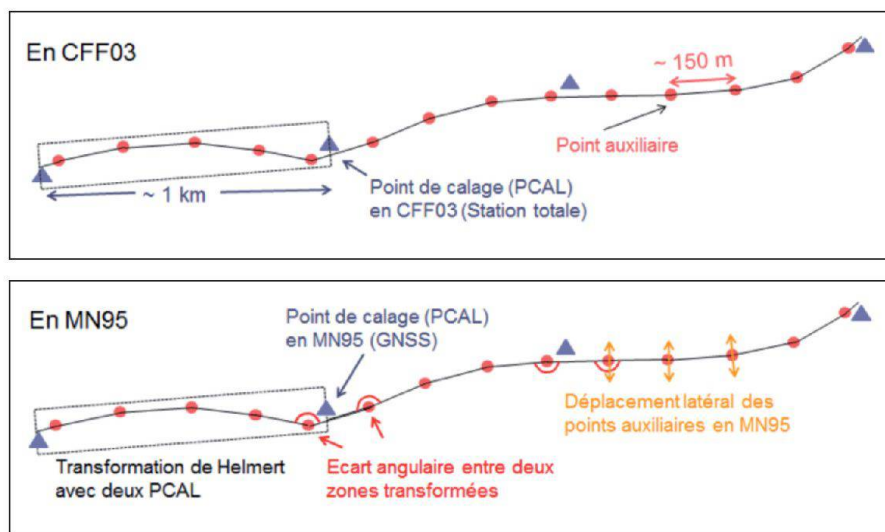 En CFF03
~ 150 m
Point auxiliaire
~ 1 km
Point de calage (PCAL)
en CFF03 (Station totale)
En MN95
Point de calage (PCAL)
en MN95 (GNSS)
Déplacement latéral des
points auxiliaires en MN95
Transformation de Helmert
avec deux PCAL
Ecart angulaire entre deux
zones transformées